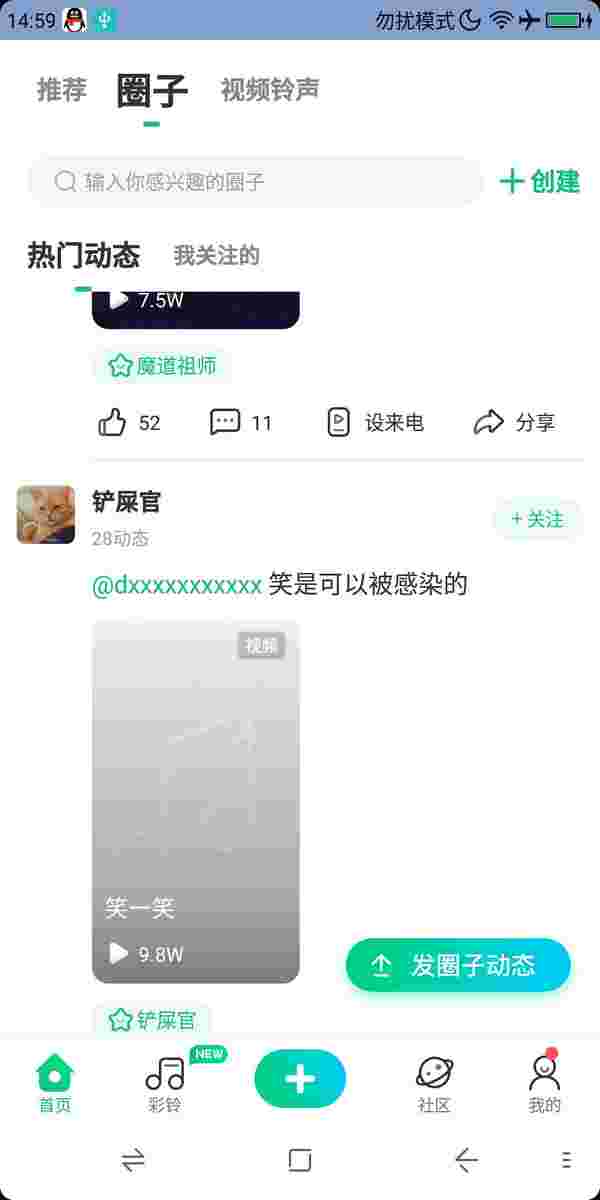 14:59 勿扰模式
推荐 圈子 视频铃声
输入你感兴趣的圈子 创建
热门动态 我关注的
7.5W
魔道祖师
52 11 设来电 分享
铲屎官
28动态
+ 关注
@dxxxxxxxxxxx 笑是可以被感染的
视频
笑一笑
9.8W
发圈子动态
铲屎官
NEW
首页 彩铃 社区 我的